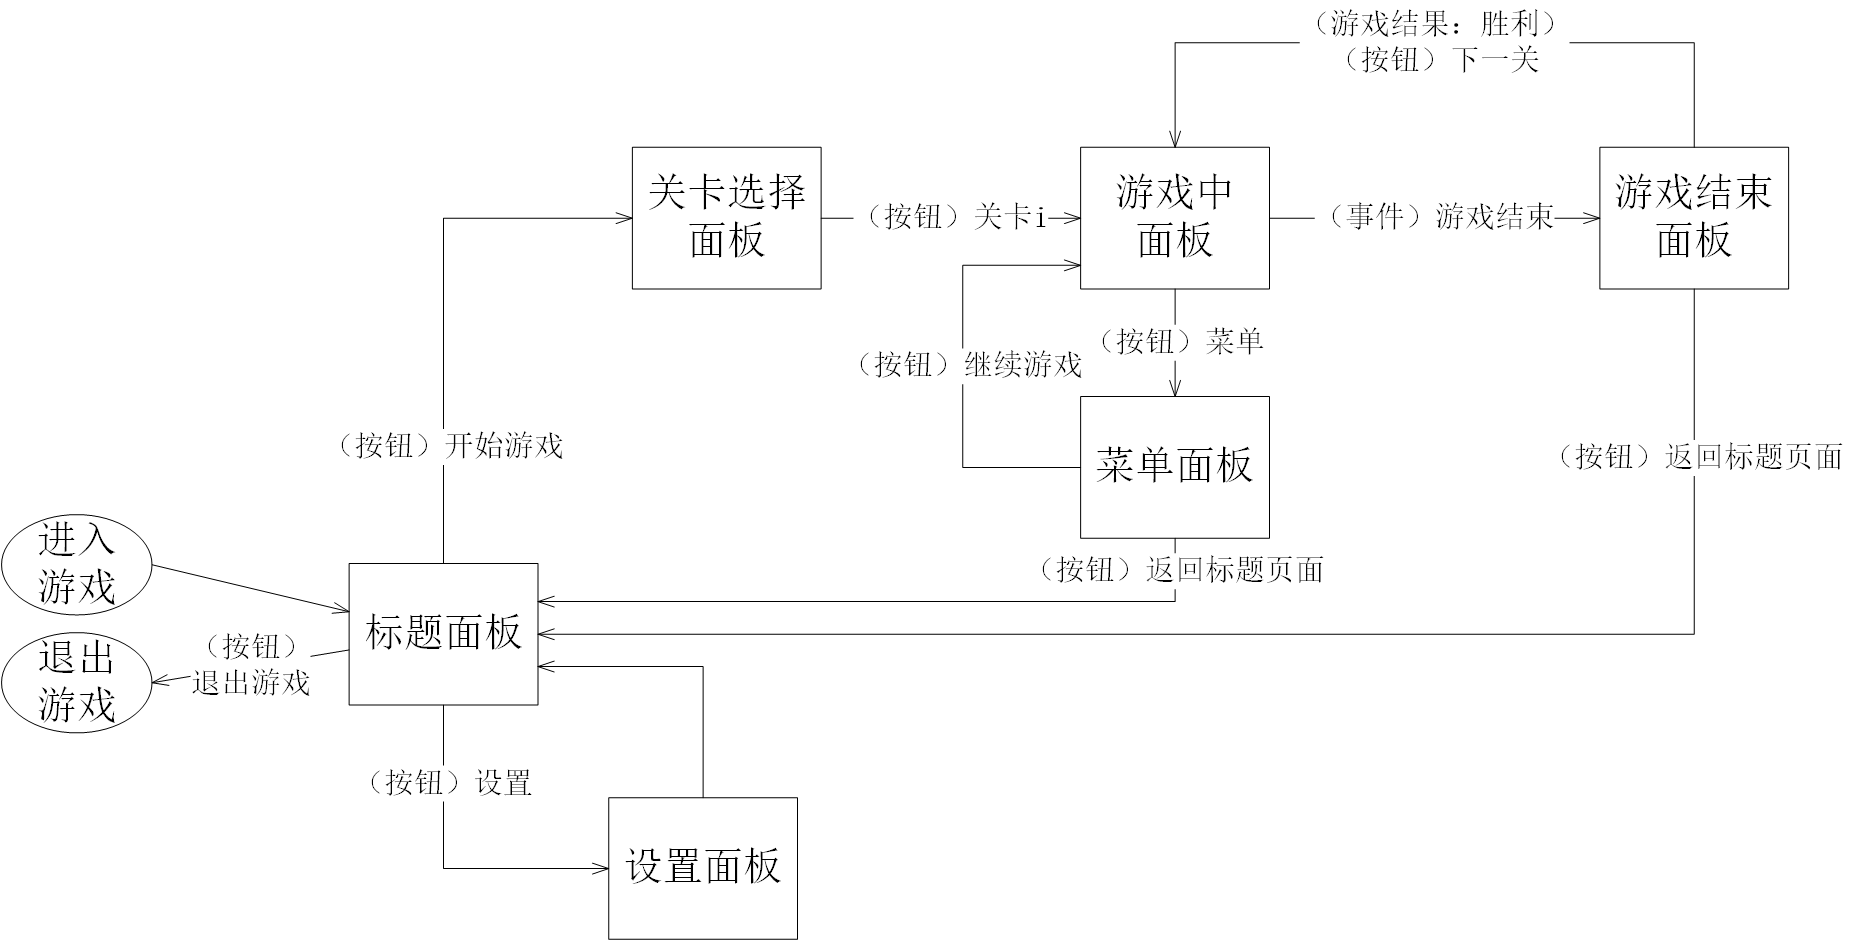 （游戏结果：胜利）
（按钮）下一关
关卡选择
面板
（按钮）关卡i
游戏中
面板
（事件）游戏结束
游戏结束
面板
（按钮）菜单
（按钮）继续游戏
（按钮）开始游戏
菜单面板
（按钮）返回标题页面
进入
游戏
（按钮）返回标题页面
标题面板
（按钮）
退出游戏
退出
游戏
（按钮）设置
设置面板